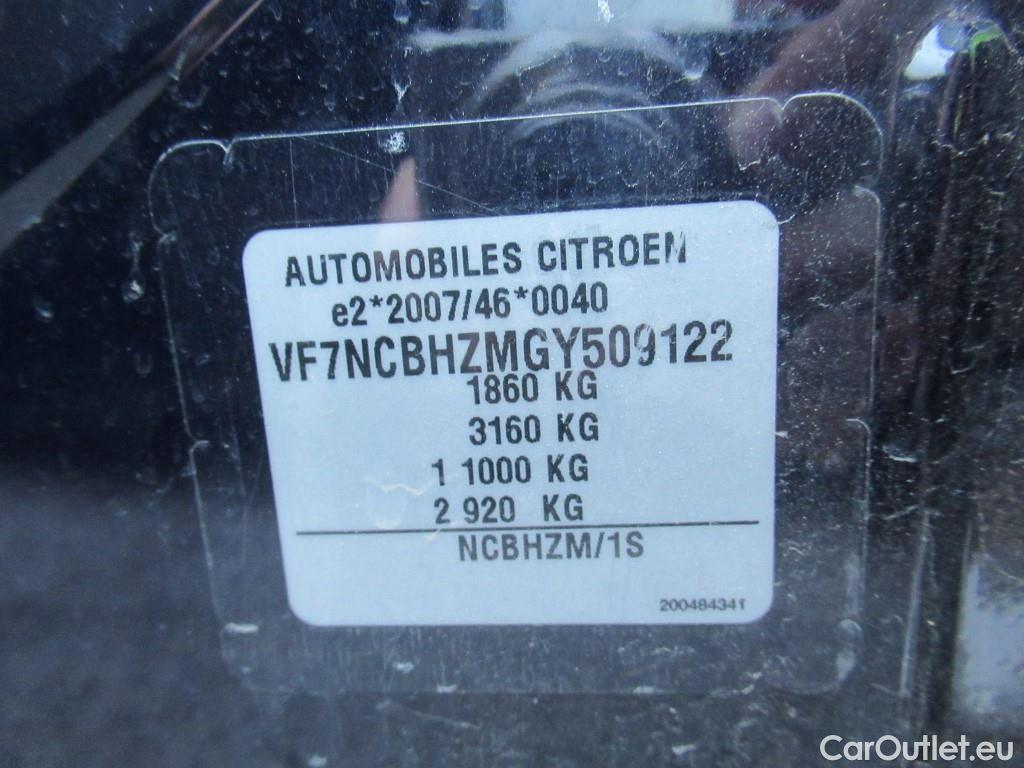 AUTOMOBILES CITROEN
e2*2007/46*0040
VF7NCBHZMGY509122
1860 KG
3160 KG
1 1000 KG
2 920 KG
NCBHZM/1S
200484341
CarOutlet.eu